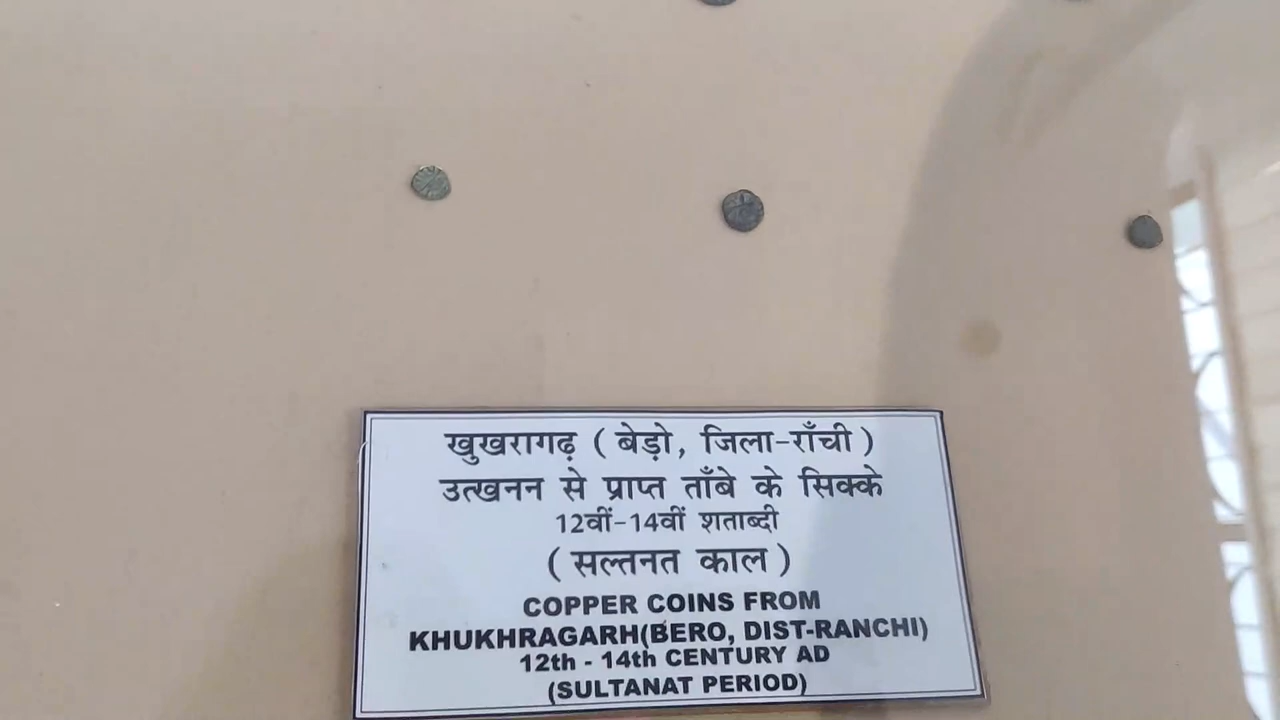 खुखरागढ़ ( बेड़ो, जिला-राँची )
उत्खनन से प्राप्त ताँबे के सिक्के
12वीं-14वीं शताब्दी
( सल्तनत काल )
COPPER COINS FROM
KHUKHRAGARH(BERO, DIST-RANCHI)
12th - 14th CENTURY AD
(SULTANAT PERIOD)